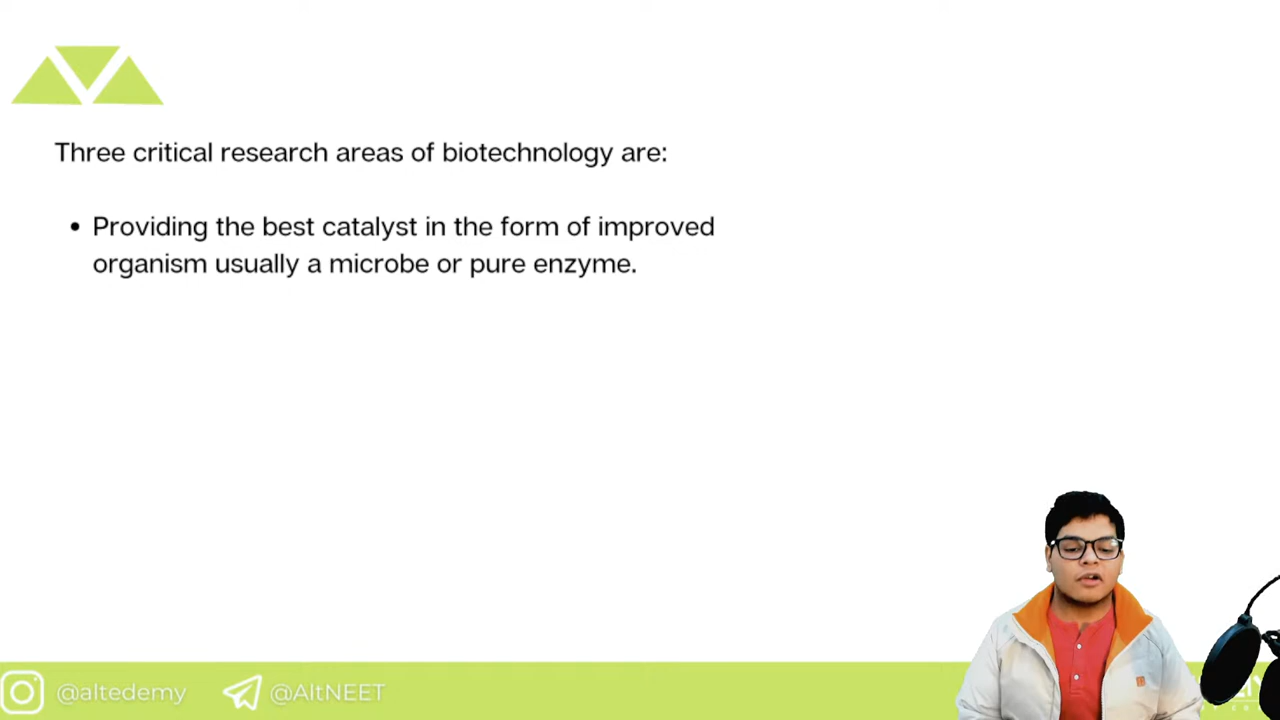 Three critical research areas of biotechnology are:
• Providing the best catalyst in the form of improved
organism usually a microbe or pure enzyme.
@altedemy @AltNEET